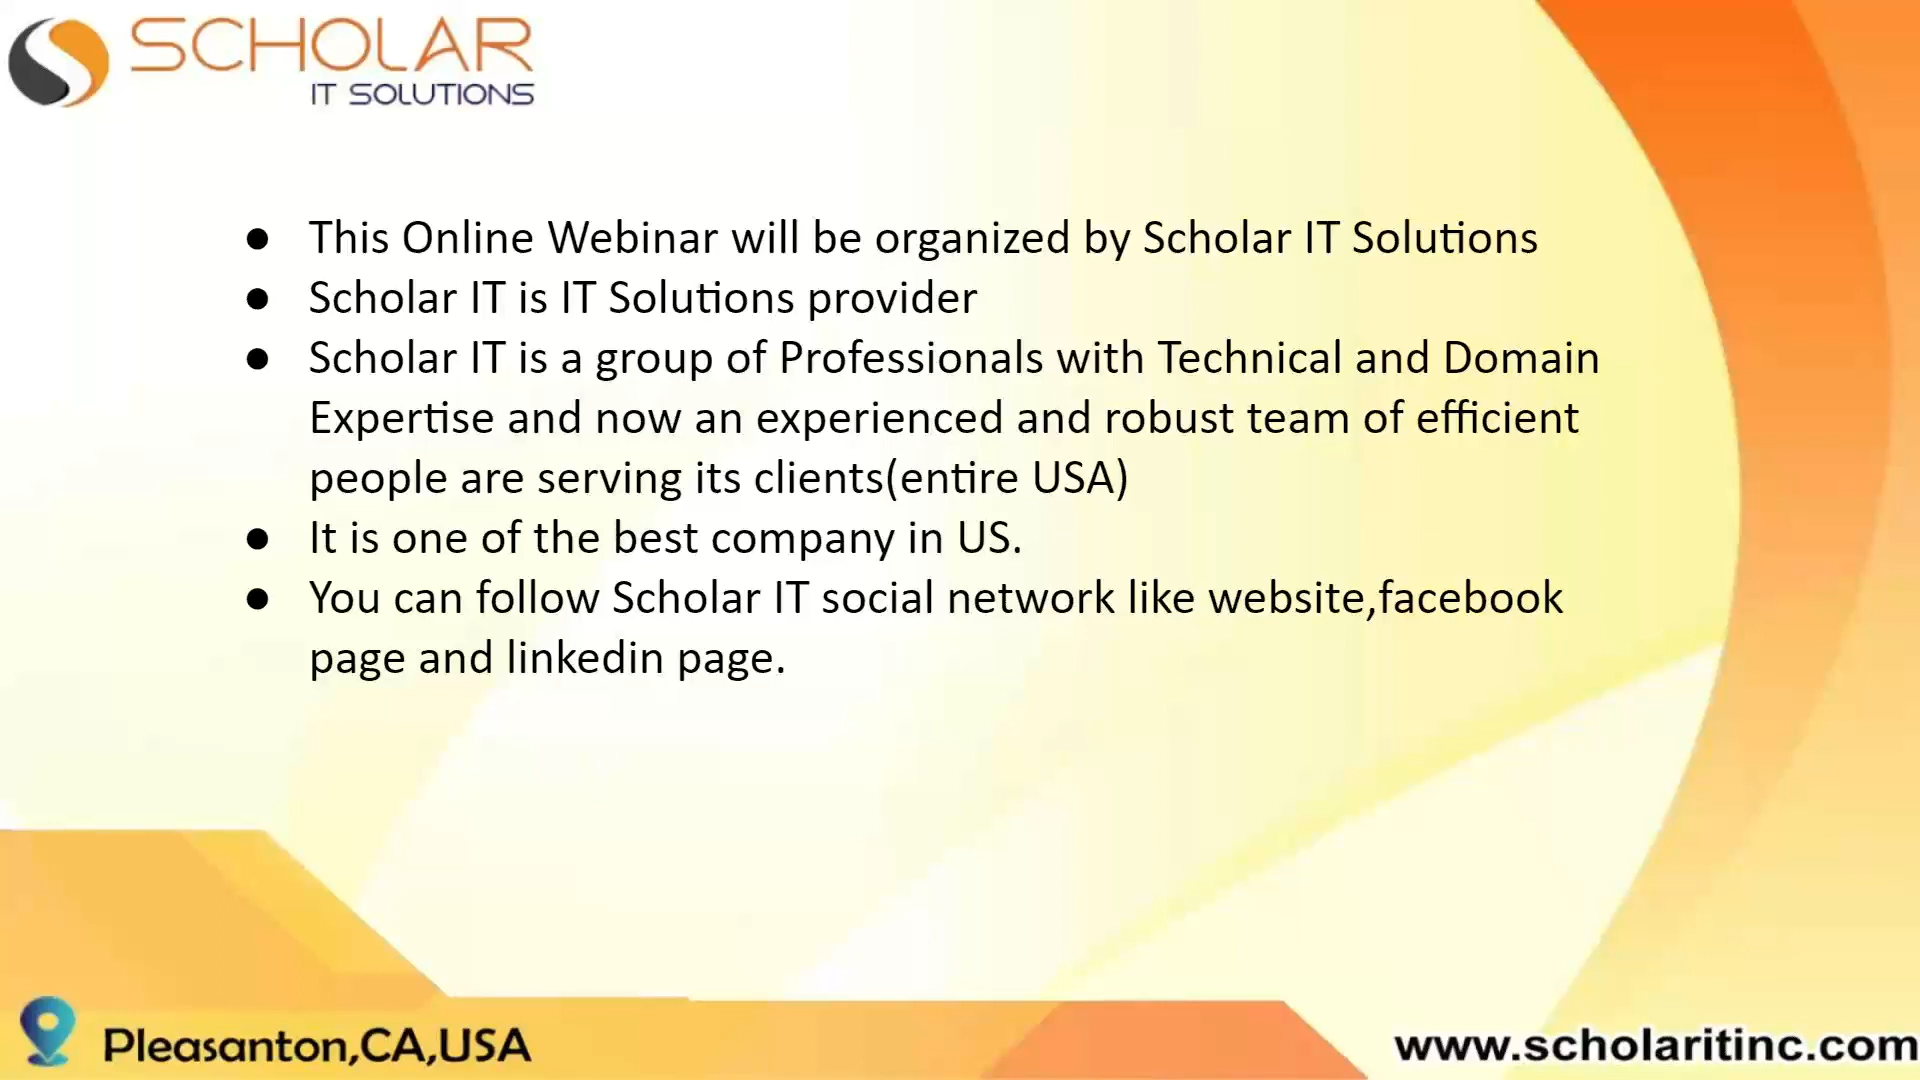 SCHOLAR
IT SOLUTIONS
● This Online Webinar will be organized by Scholar IT Solutions
● Scholar IT is IT Solutions provider
● Scholar IT is a group of Professionals with Technical and Domain
Expertise and now an experienced and robust team of efficient
people are serving its clients(entire USA)
● It is one of the best company in US.
● You can follow Scholar IT social network like website,facebook
page and linkedin page.
Pleasanton,CA,USA
www.scholaritinc.com